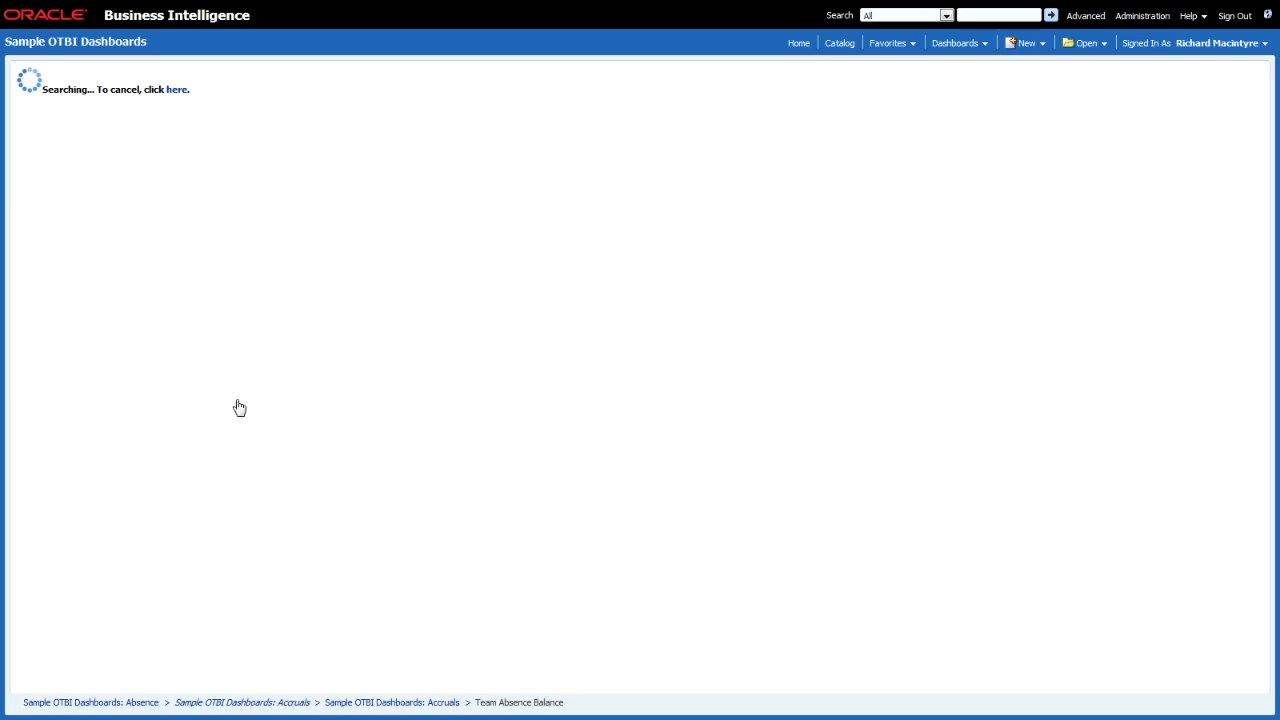 ORACLE Business Intelligence Search All Advanced Administration Help Sign Out
Sample OTBI Dashboards Home Catalog Favorites Dashboards New Open Signed In As Richard Macintyre
Searching... To cancel, click here.
Sample OTBI Dashboards: Absence > Sample OTBI Dashboards: Accruals > Sample OTBI Dashboards: Accruals > Team Absence Balance